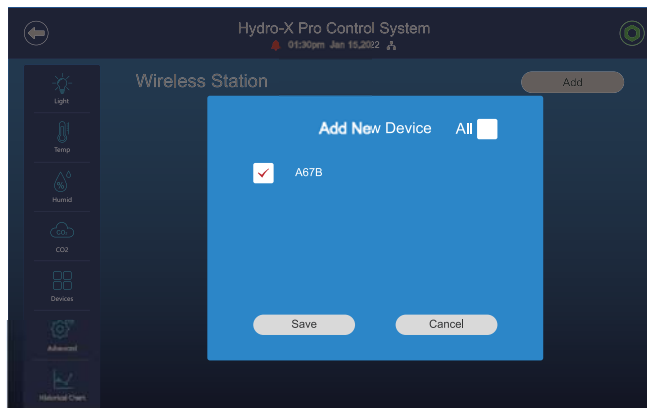 Hydro-X Pro Control System
01:30pm Jan 15,2022
Wireless Station
Add
Light
Add New Device All
Temp
A67B
%
Humid
CO2
CO2
Devices
Save Cancel
Advanced
Historical Chart